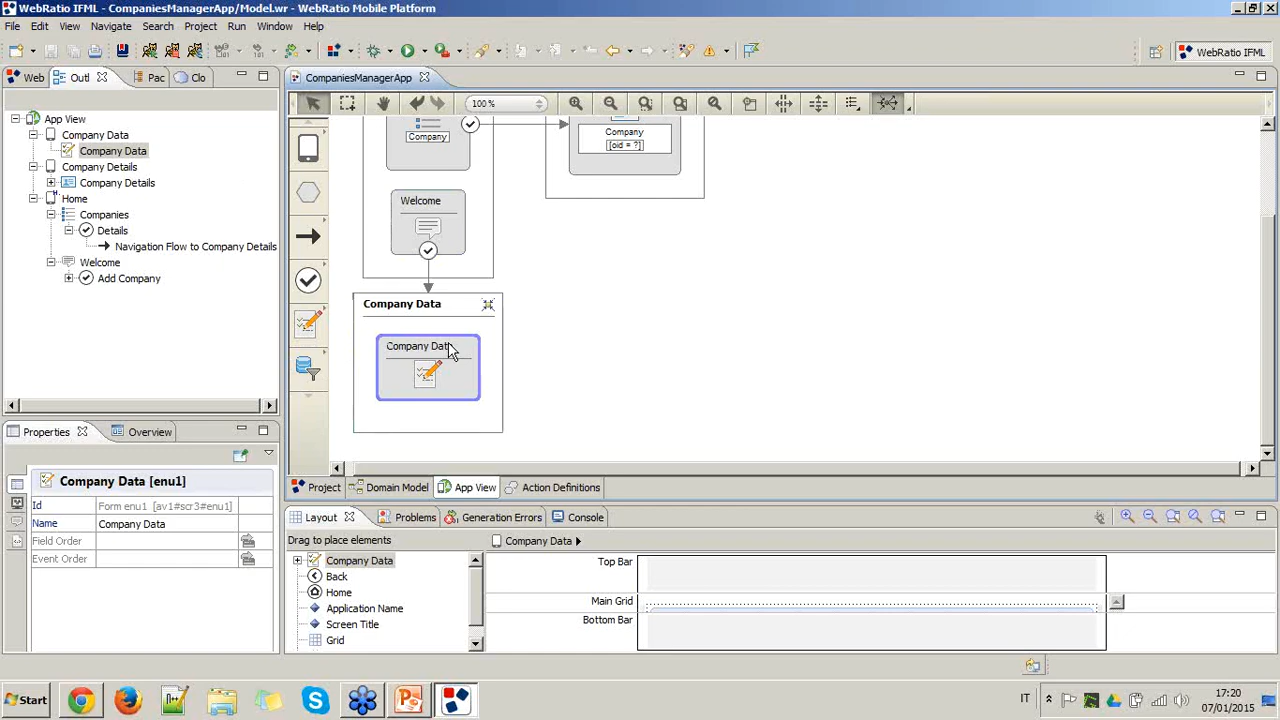 WebRatio IFML - CompaniesManagerApp/Model.wr - WebRatio Mobile Platform
File Edit View Navigate Search Project Run Window Help
WebRatio IFML
Web Outl Pac Clo
CompaniesManagerApp
100 %
App View
Company Data
Company Data
Company Details
Company Details
Home
Companies
Details
Navigation Flow to Company Details
Welcome
Add Company
Company
Company
[oid = ?]
Welcome
Company Data
Company Data
Properties Overview
Company Data [enu1]
Id Form enu1 [av1#scr3#enu1]
Name Company Data
Field Order
Event Order
Project Domain Model App View Action Definitions
Layout Problems Generation Errors Console
Drag to place elements
Company Data
Company Data
Back
Home
Application Name
Screen Title
Grid
Top Bar
Main Grid
Bottom Bar
Start
IT
17:20
07/01/2015